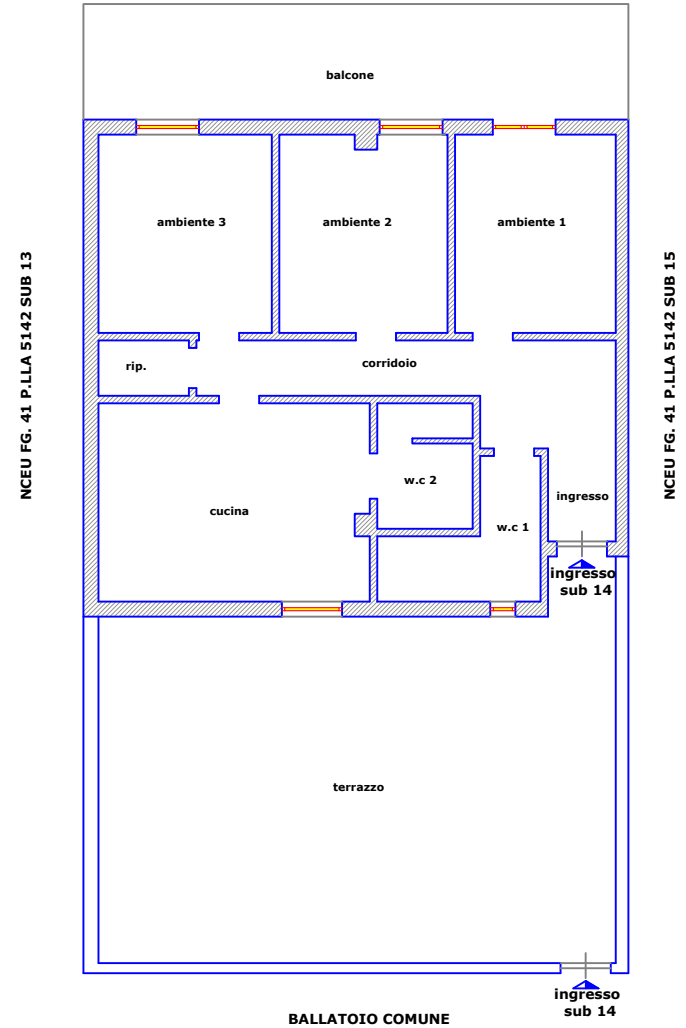 balcone
ambiente 3
ambiente 2
ambiente 1
NCEU FG. 41 P.LLA 5142 SUB 13
NCEU FG. 41 P.LLA 5142 SUB 15
rip.
corridoio
w.c 2
ingresso
cucina
w.c 1
ingresso
sub 14
terrazzo
ingresso
sub 14
BALLATOIO COMUNE